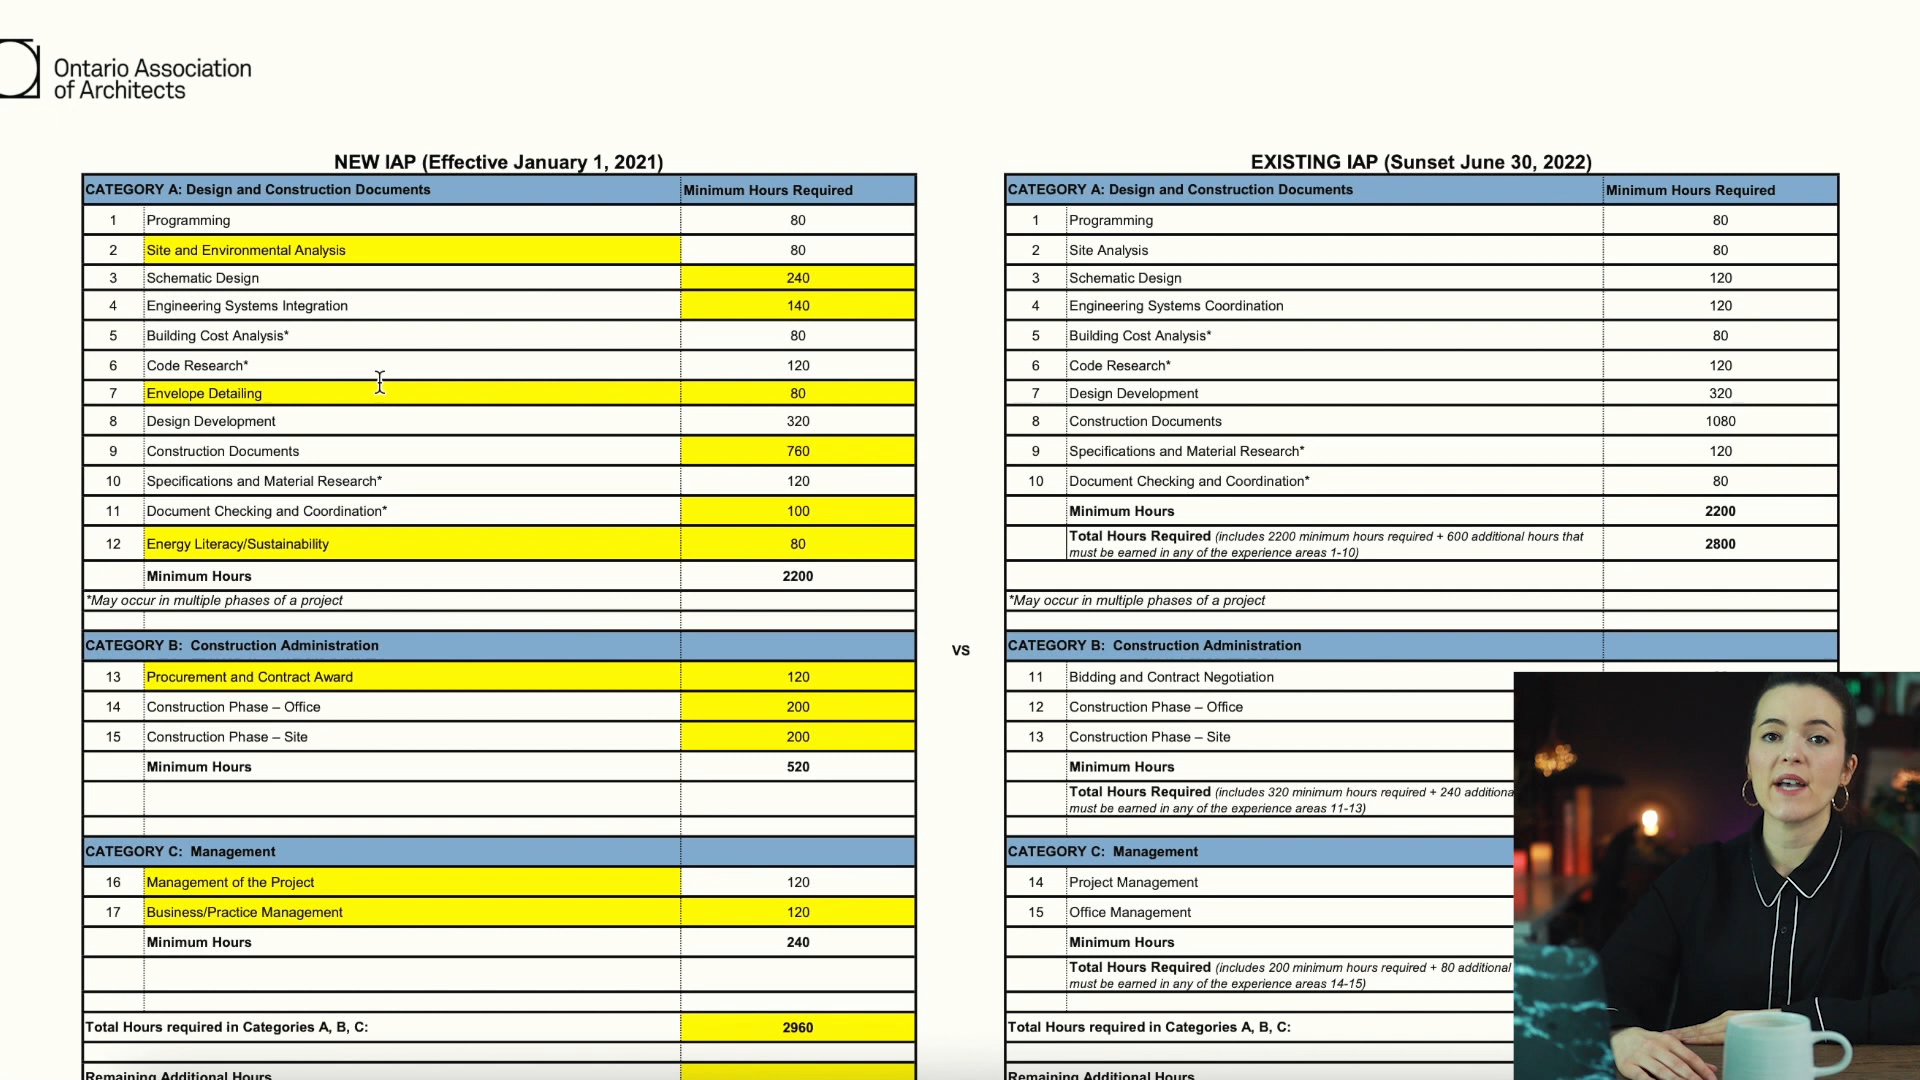 Ontario Association
of Architects
NEW IAP (Effective January 1, 2021)
CATEGORY A: Design and Construction Documents Minimum Hours Required
1 Programming 80
2 Site and Environmental Analysis 80
3 Schematic Design 240
4 Engineering Systems Integration 140
5 Building Cost Analysis* 80
6 Code Research* 120
7 Envelope Detailing 80
8 Design Development 320
9 Construction Documents 760
10 Specifications and Material Research* 120
11 Document Checking and Coordination* 100
12 Energy Literacy/Sustainability 80
Minimum Hours 2200
*May occur in multiple phases of a project
CATEGORY B: Construction Administration
13 Procurement and Contract Award 120
14 Construction Phase – Office 200
15 Construction Phase – Site 200
Minimum Hours 520
CATEGORY C: Management
16 Management of the Project 120
17 Business/Practice Management 120
Minimum Hours 240
Total Hours required in Categories A, B, C: 2960
Remaining Additional Hours
vs
EXISTING IAP (Sunset June 30, 2022)
CATEGORY A: Design and Construction Documents Minimum Hours Required
1 Programming 80
2 Site Analysis 80
3 Schematic Design 120
4 Engineering Systems Coordination 120
5 Building Cost Analysis* 80
6 Code Research* 120
7 Design Development 320
8 Construction Documents 1080
9 Specifications and Material Research* 120
10 Document Checking and Coordination* 80
Minimum Hours 2200
Total Hours Required (includes 2200 minimum hours required + 600 additional hours that
must be earned in any of the experience areas 1-10) 2800
*May occur in multiple phases of a project
CATEGORY B: Construction Administration
11 Bidding and Contract Negotiation
12 Construction Phase – Office
13 Construction Phase – Site
Minimum Hours
Total Hours Required (includes 320 minimum hours required + 240 additiona
must be earned in any of the experience areas 11-13)
CATEGORY C: Management
14 Project Management
15 Office Management
Minimum Hours
Total Hours Required (includes 200 minimum hours required + 80 additional
must be earned in any of the experience areas 14-15)
Total Hours required in Categories A, B, C:
Remaining Additional Hours